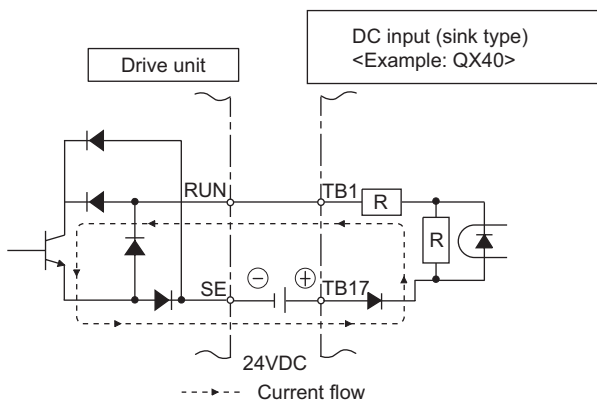 DC input (sink type)
<Example: QX40>
Drive unit
RUN
TB1
R
R
SE
−
+
TB17
24VDC
Current flow